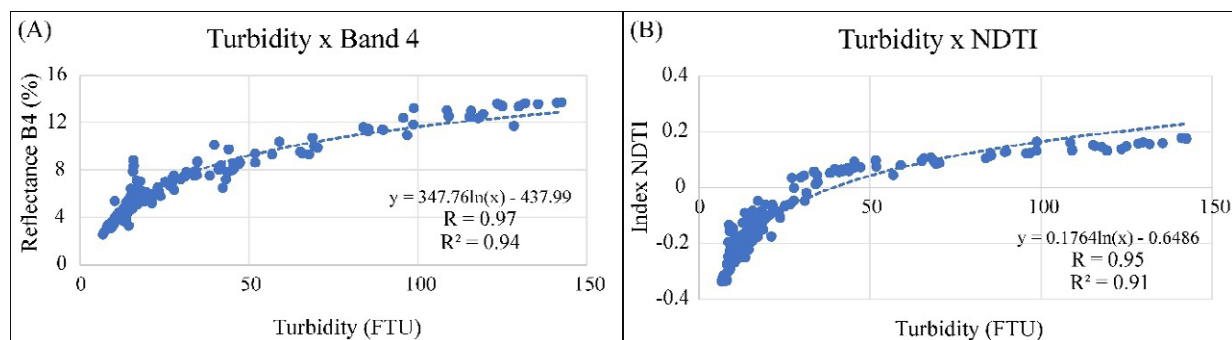 (A)
Turbidity x Band 4
Reflectance B4 (%)
16
12
8
4
0
y = 347.76ln(x) - 437.99
R = 0.97
R² = 0.94
0
50
100
150
Turbidity (FTU)
(B)
Turbidity x NDTI
Index NDTI
0.4
0.2
0
-0.2
-0.4
0
50
100
150
y = 0.1764ln(x) - 0.6486
R = 0.95
R² = 0.91
Turbidity (FTU)